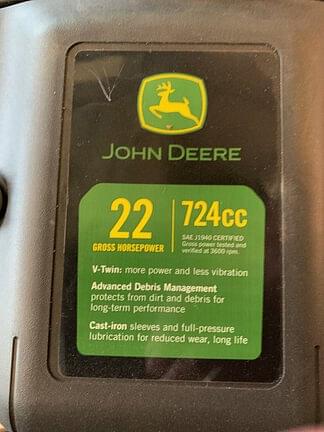 JOHN DEERE
22
GROSS HORSEPOWER
724cc
SAE J1940 CERTIFIED
Gross power tested and
verified at 3600 rpm.
V-Twin: more power and less vibration
Advanced Debris Management
protects from dirt and debris for
long-term performance
Cast-iron sleeves and full-pressure
lubrication for reduced wear, long life